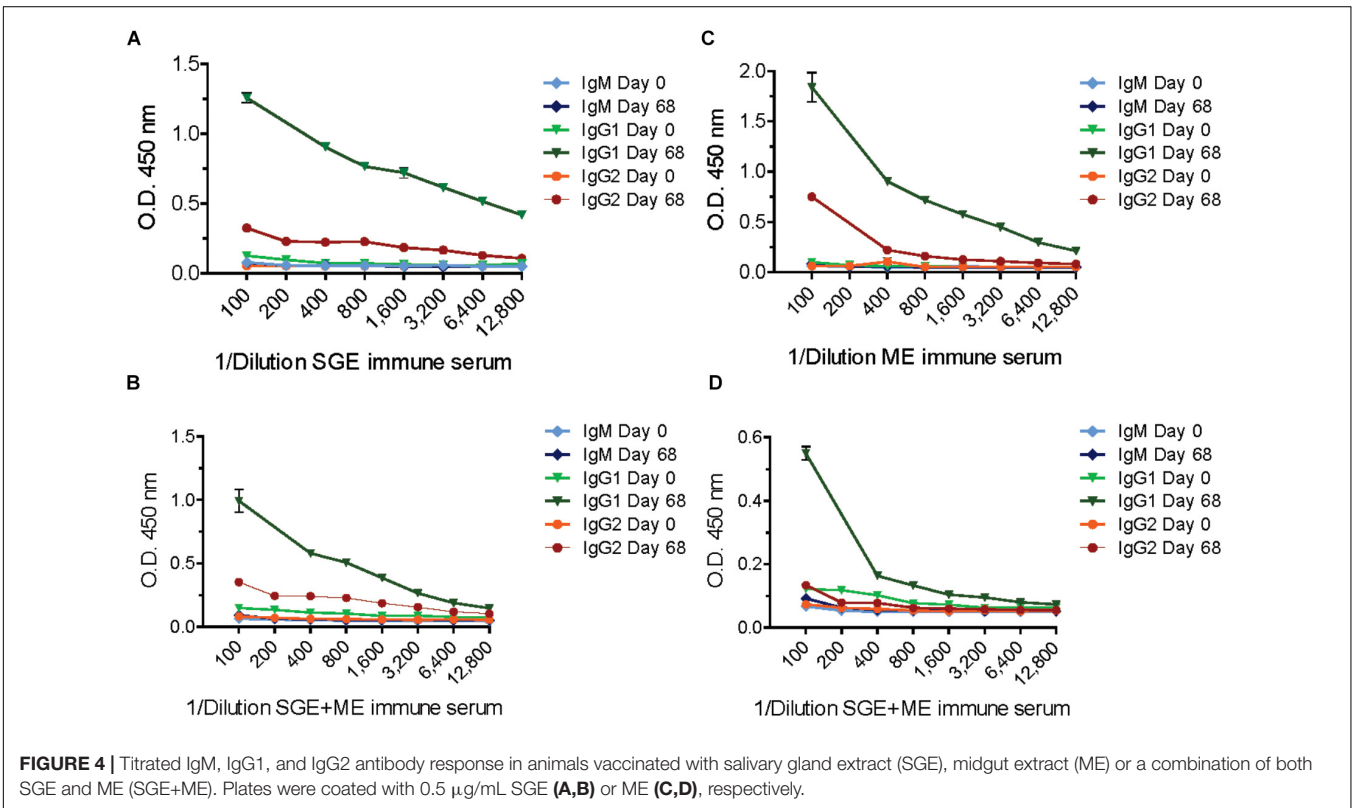 A
O.D. 450 nm
1.5
1.0
0.5
0.0
100
200
400
800
1,600
3,200
6,400
12,800
1/Dilution SGE immune serum
IgM Day 0
IgM Day 68
IgG1 Day 0
IgG1 Day 68
IgG2 Day 0
IgG2 Day 68
C
O.D. 450 nm
2.0
1.5
1.0
0.5
0.0
100
200
400
800
1,600
3,200
6,400
12,800
1/Dilution ME immune serum
IgM Day 0
IgM Day 68
IgG1 Day 0
IgG1 Day 68
IgG2 Day 0
IgG2 Day 68
B
O.D. 450 nm
1.5
1.0
0.5
0.0
100
200
400
800
1,600
3,200
6,400
12,800
1/Dilution SGE+ME immune serum
IgM Day 0
IgM Day 68
IgG1 Day 0
IgG1 Day 68
IgG2 Day 0
IgG2 Day 68
D
O.D. 450 nm
0.6
0.4
0.2
0.0
100
200
400
800
1,600
3,200
6,400
12,800
1/Dilution SGE+ME immune serum
IgM Day 0
IgM Day 68
IgG1 Day 0
IgG1 Day 68
IgG2 Day 0
IgG2 Day 68
FIGURE 4 | Titrated IgM, IgG1, and IgG2 antibody response in animals vaccinated with salivary gland extract (SGE), midgut extract (ME) or a combination of both
SGE and ME (SGE+ME). Plates were coated with 0.5 μg/mL SGE (A,B) or ME (C,D), respectively.